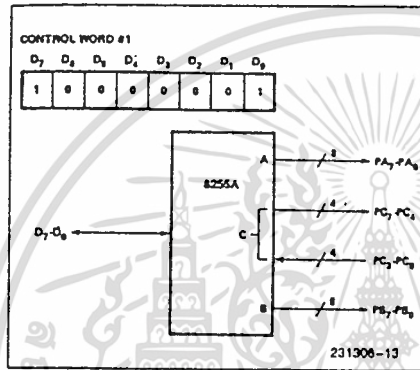 CONTROL WORD #1
D7 D6 D5 D4 D3 D2 D1 D0
1 0 0 0 0 0 0 1
8255A
A
8
PA7-PA0
4
PC7-PC4
C
D7-D0
4
PC3-PC0
B
8
PB7-PB0
231306-13